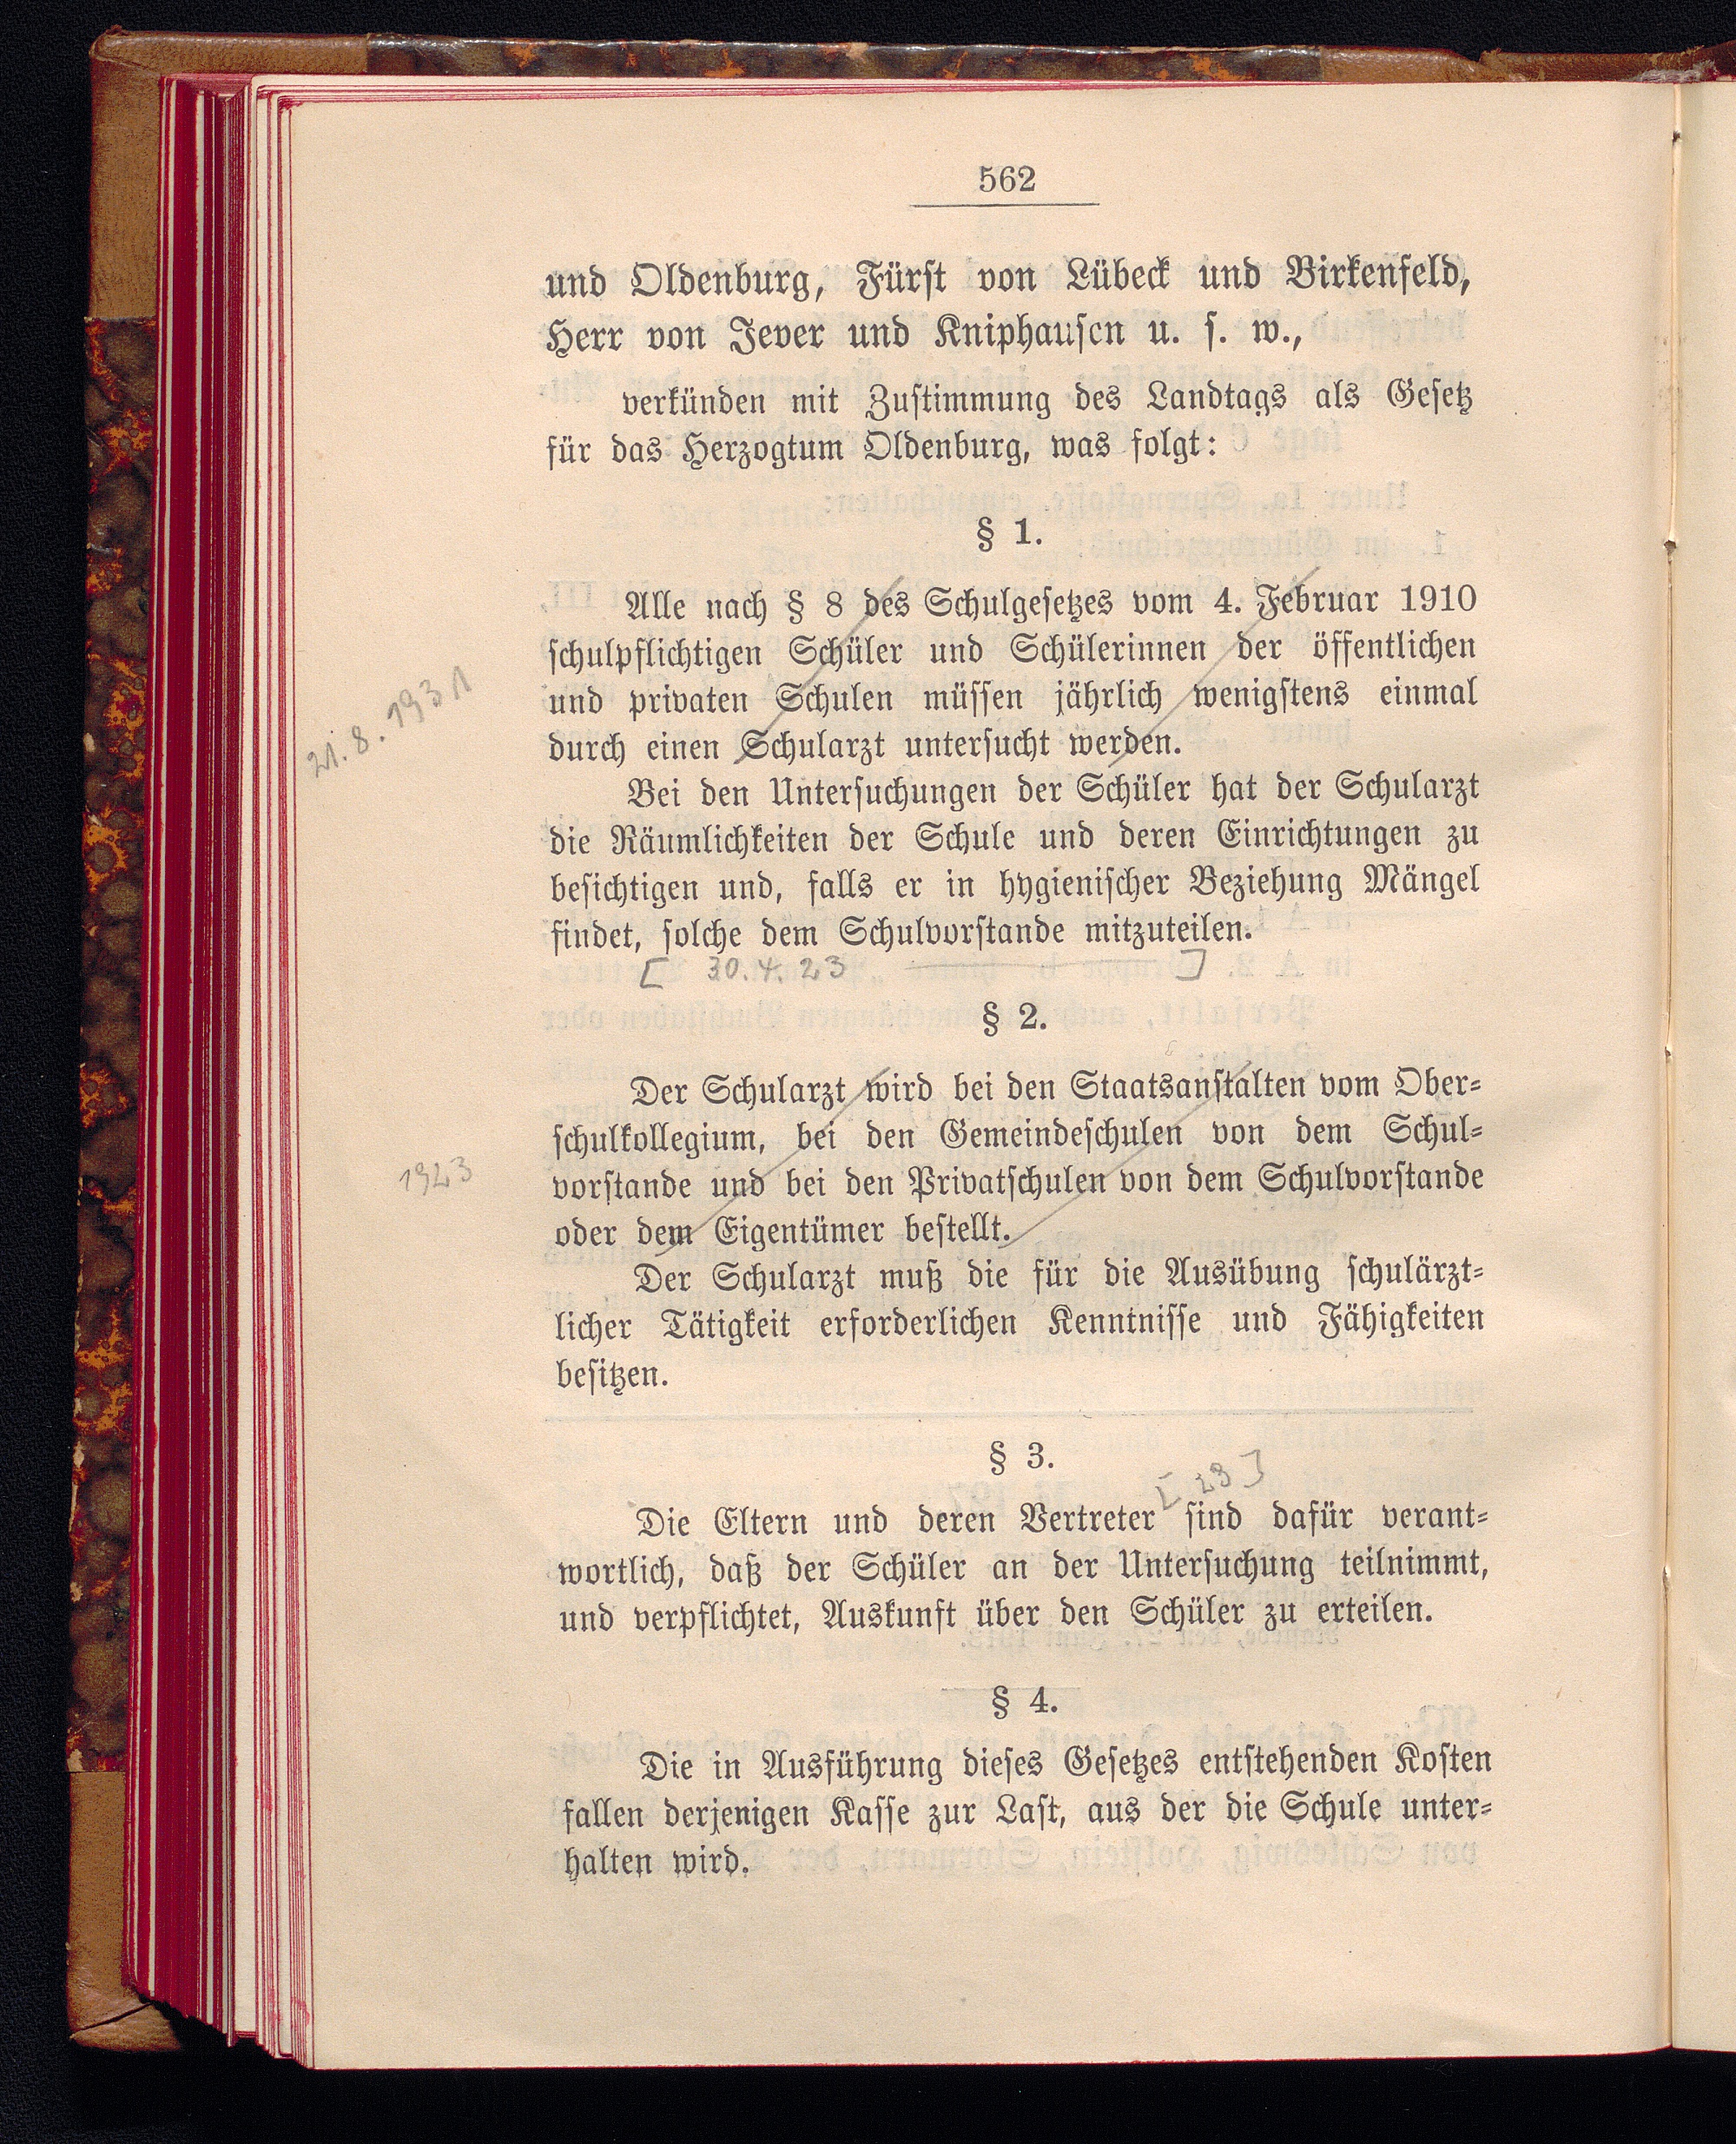 562
und Oldenburg, Fürst von Lübeck und Birkenfeld,
Herr von Jever und Kniphausen u. s. w.,
verkünden mit Zustimmung des Landtags als Gesetz
für das Herzogtum Oldenburg, was folgt:
§ 1.
Alle nach § 8 des Schulgesetzes vom 4. Februar 1910
schulpflichtigen Schüler und Schülerinnen der öffentlichen
und privaten Schulen müssen jährlich wenigstens einmal
durch einen Schularzt untersucht werden.
21.8.1931
Bei den Untersuchungen der Schüler hat der Schularzt
die Räumlichkeiten der Schule und deren Einrichtungen zu
besichtigen und, falls er in hygienischer Beziehung Mängel
findet, solche dem Schulvorstande mitzuteilen.
[ 30.4.23 ]
§ 2.
Der Schularzt wird bei den Staatsanstalten vom Ober-
schulkollegium, bei den Gemeindeschulen von dem Schul-
vorstande und bei den Privatschulen von dem Schulvorstande
oder dem Eigentümer bestellt.
1923
Der Schularzt muß die für die Ausübung schulärzt-
licher Tätigkeit erforderlichen Kenntnisse und Fähigkeiten
besitzen.
§ 3.
[ 23 ]
Die Eltern und deren Vertreter sind dafür verant-
wortlich, daß der Schüler an der Untersuchung teilnimmt,
und verpflichtet, Auskunft über den Schüler zu erteilen.
§ 4.
Die in Ausführung dieses Gesetzes entstehenden Kosten
fallen derjenigen Kasse zur Last, aus der die Schule unter-
halten wird.